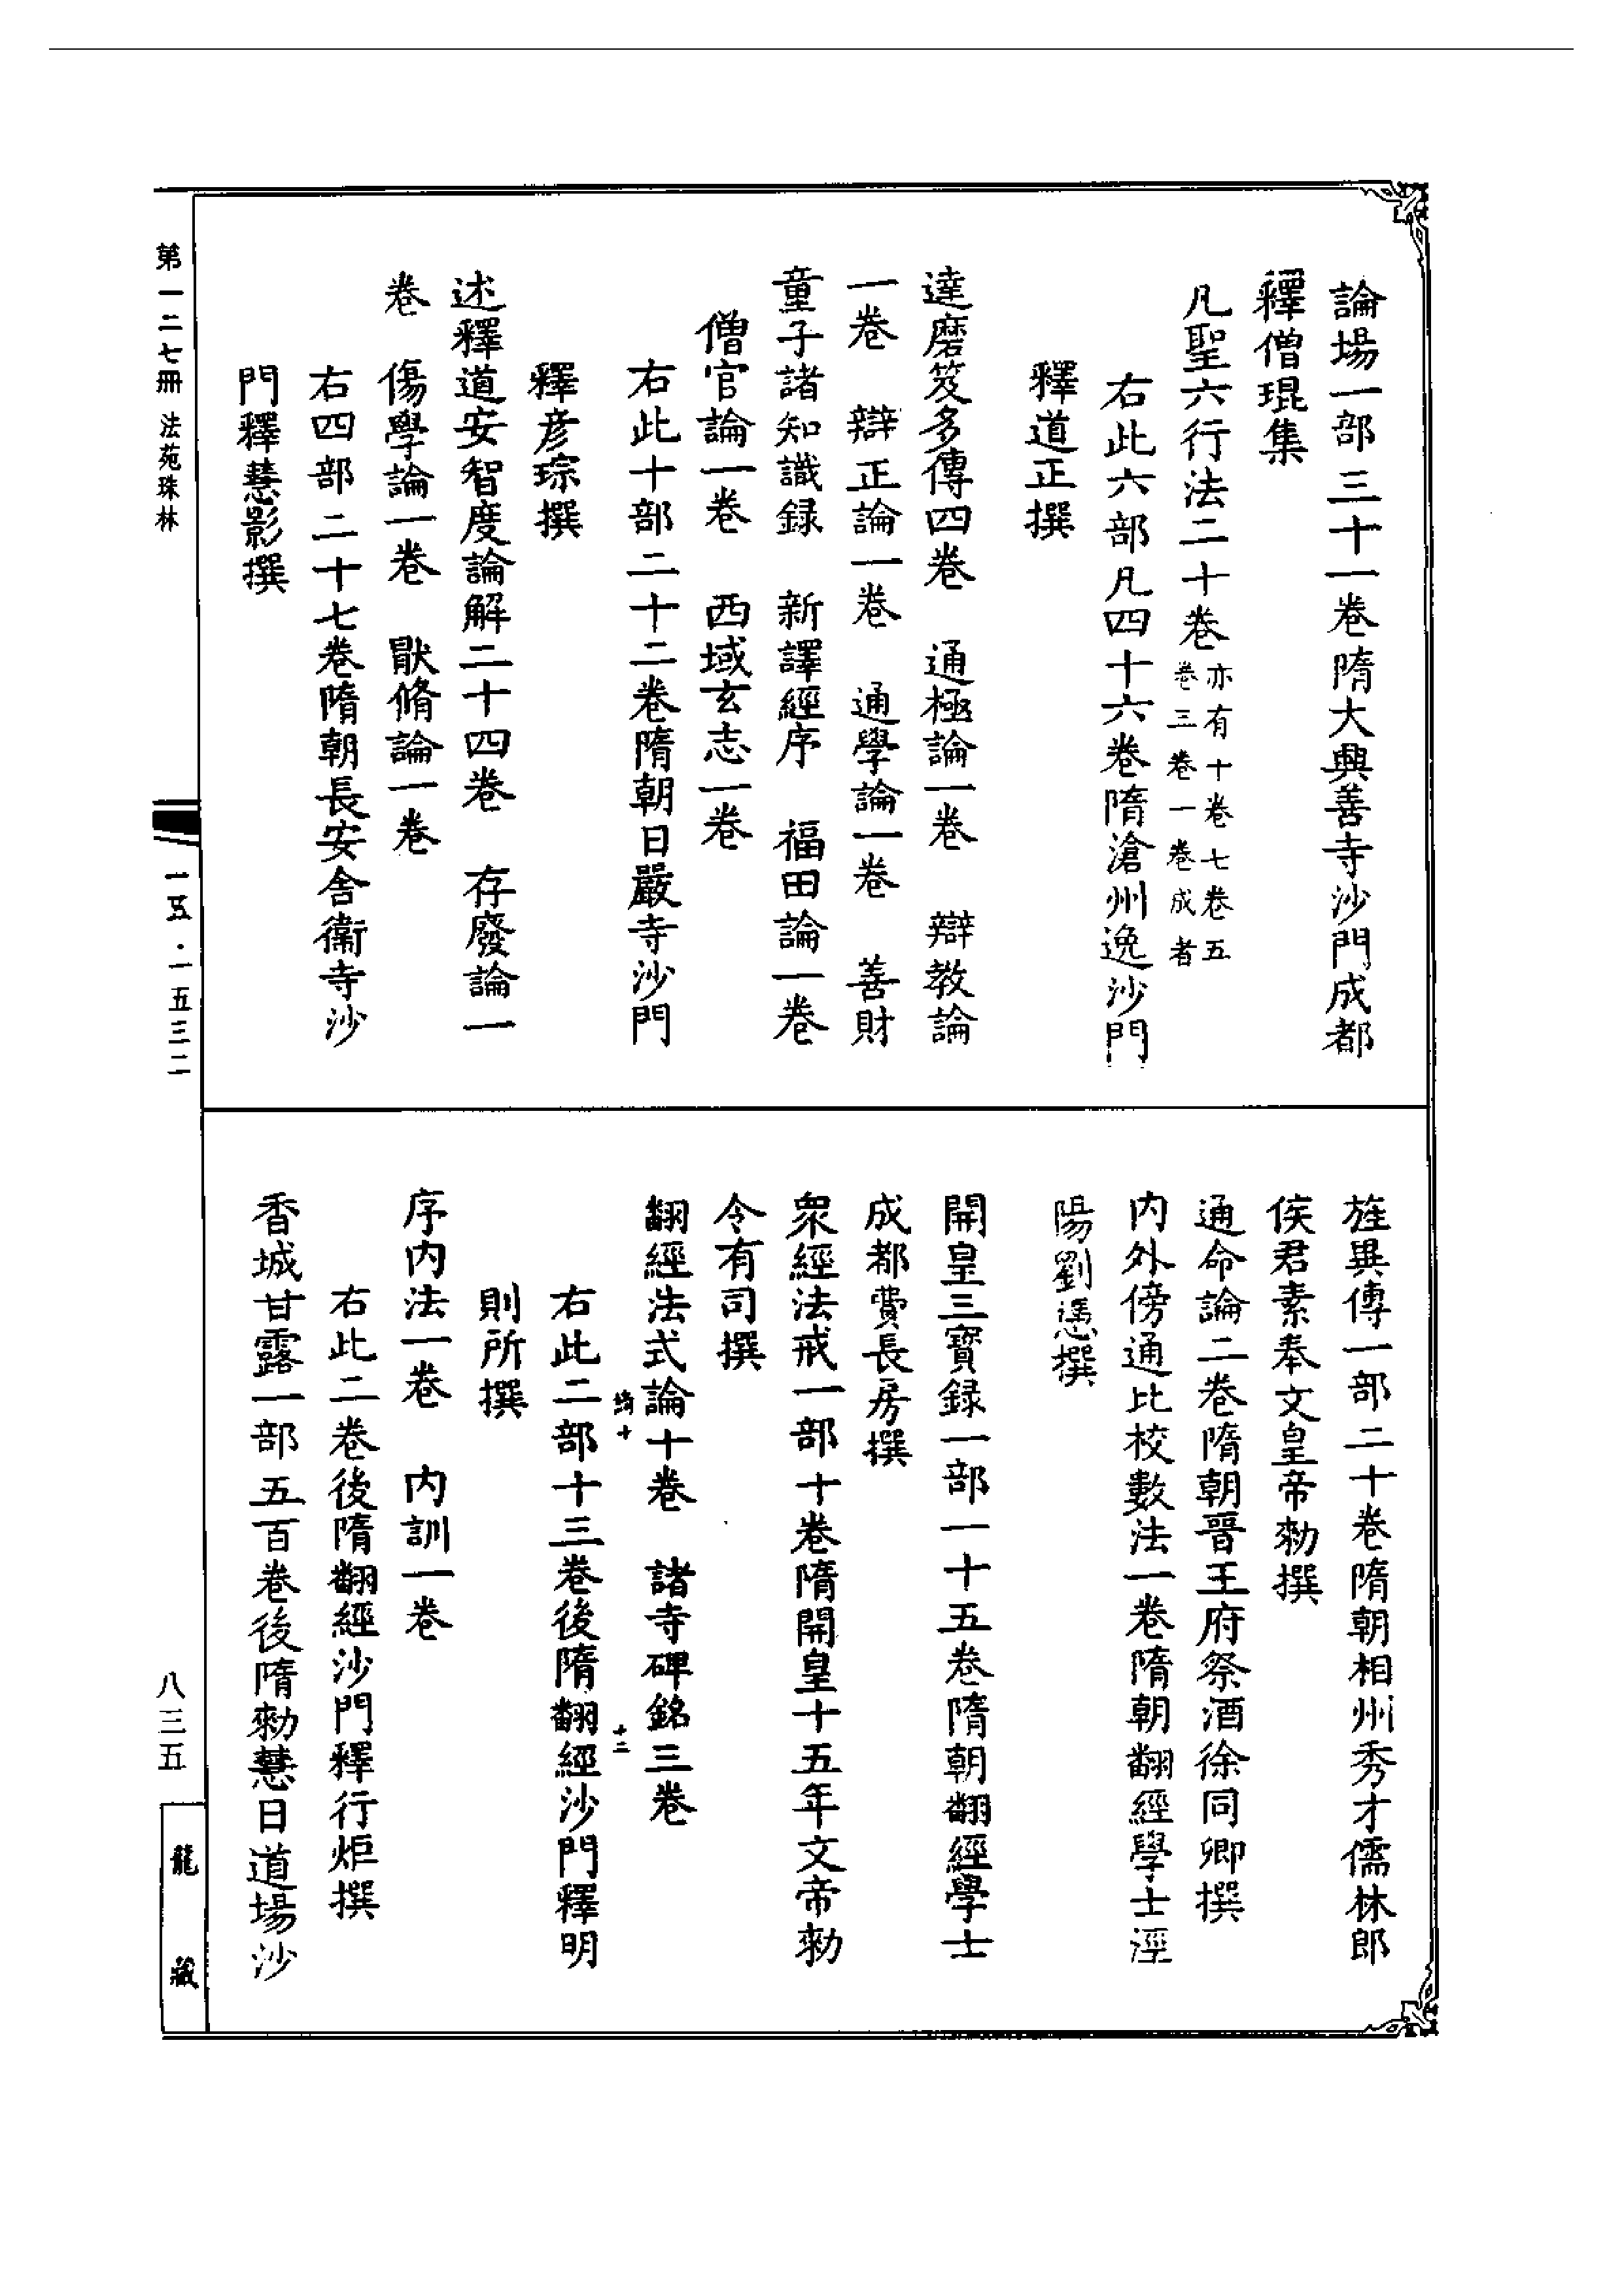 論場一部三十一卷隋大興善寺沙門成都
釋僧琨集
凡聖六行法二十卷亦有十卷七卷五卷三卷一卷成者
右此六部凡四十六卷隋滄州逸沙門
釋道正撰
達磨笈多傳四卷　通極論一卷　辯教論
一卷　辯正論一卷　通學論一卷　善財
童子諸知識録　新譯經序　福田論一卷
僧官論一卷　西域玄志一卷
右此十部二十二卷隋朝日嚴寺沙門
釋彥琮撰
述釋道安智度論解二十四卷　存廢論一
卷　傷學論一卷　猒脩論一卷
右四部二十七卷隋朝長安舍衞寺沙
門釋慧影撰
旌異傳一部二十卷隋朝相州秀才儒林郎
侯君素奉文皇帝勑撰
通命論二卷隋朝晉王府祭酒徐同卿撰
内外傍通比校數法一卷隋朝翻經學士涇
陽劉憑撰
開皇三寶録一部一十五卷隋朝翻經學士
成都費長房撰
衆經法戒一部十卷隋開皇十五年文帝勑
令有司撰
翻經法式論十卷　諸寺碑銘三卷
十　十二
右此二部十三卷後隋翻經沙門釋明
則所撰
序内法一卷　内訓一卷
右此二卷後隋翻經沙門釋行炬撰
香城甘露一部五百卷後隋勑慧日道場沙
第一二七冊　法苑珠林
一五·一五三二
八三五
龍藏